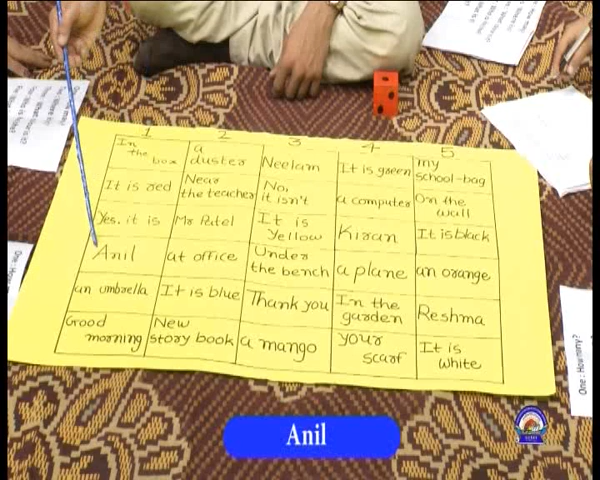 1 2 3 4 5
In the box
a duster
Neelam
It is green
my school-bag
It is red
Near the teacher
No, it isn't
a computer
On the wall
Yes. it is
Mr Patel
It is Yellow
Kiran
It is black
Anil
at office
Under the bench
a plane
an orange
an umbrella
It is blue
Thank you
In the garden
Reshma
Good morning
New story book
a mango
your scarf
It is white
One: How many?
Anil